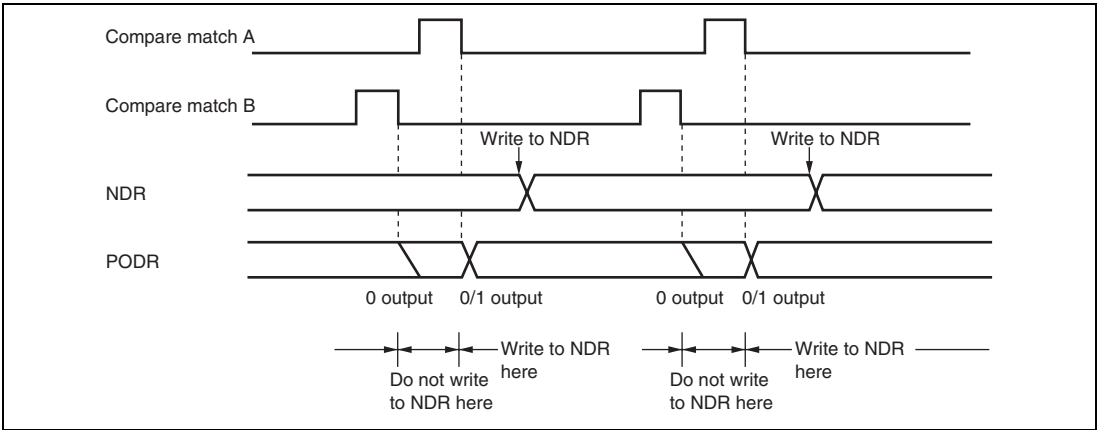 Compare match A
Compare match B
Write to NDR
Write to NDR
NDR
PODR
0 output
0/1 output
0 output
0/1 output
Write to NDR
here
Do not write
to NDR here
Write to NDR
here
Do not write
to NDR here